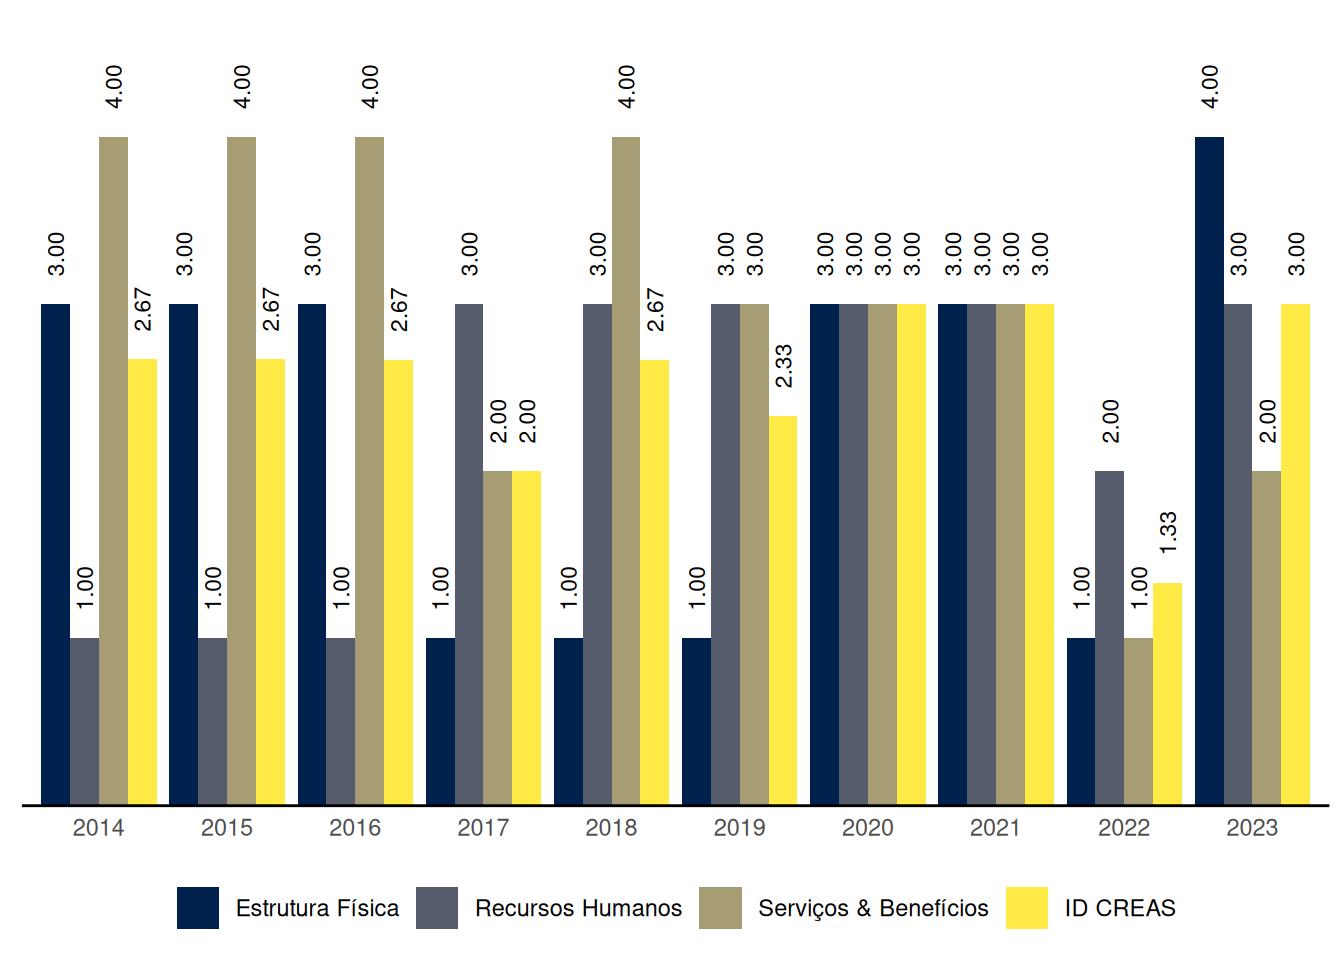 4.00 4.00 4.00 4.00 4.00
3.00 3.00 3.00 3.00 3.00 3.00 3.00 3.00 3.00 3.00 3.00 3.00 3.00 3.00 3.00 3.00 3.00
2.67 2.67 2.67 2.67
2.33
2.00 2.00 2.00 2.00
1.33
1.00 1.00 1.00 1.00 1.00 1.00 1.00 1.00
2014 2015 2016 2017 2018 2019 2020 2021 2022 2023
Estrutura Física Recursos Humanos Serviços & Benefícios ID CREAS